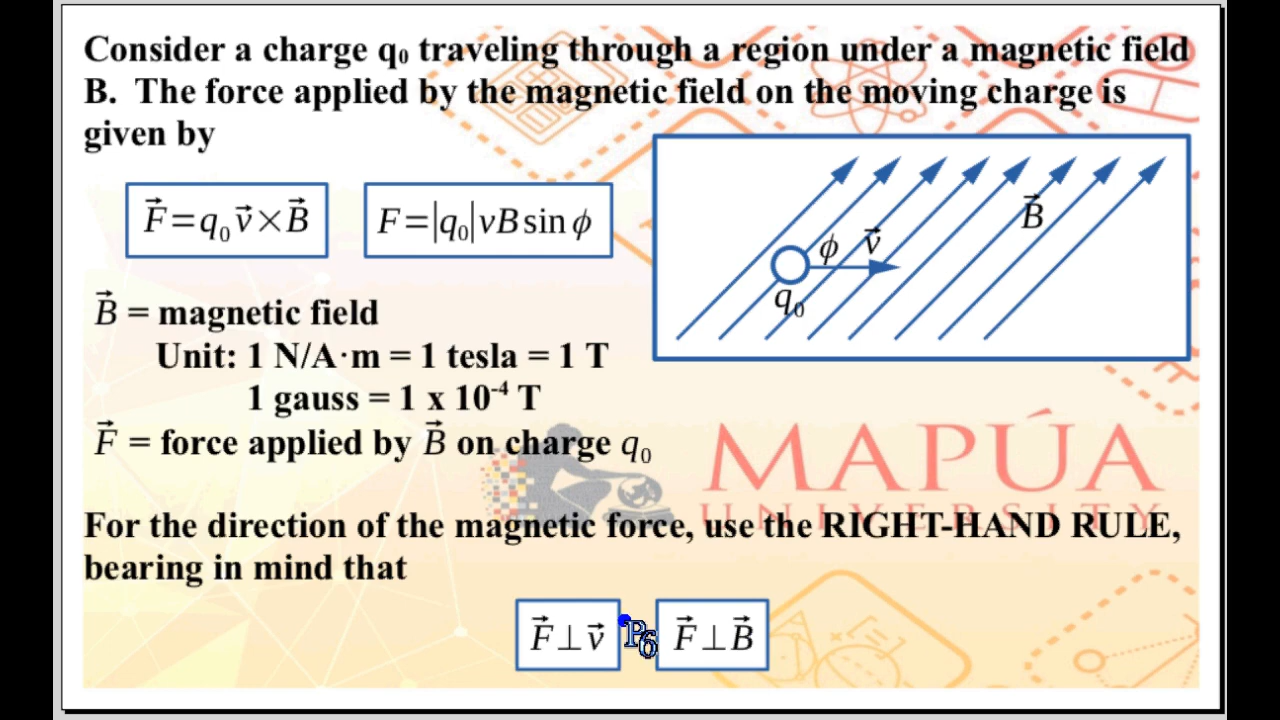 Consider a charge q₀ traveling through a region under a magnetic field
B. The force applied by the magnetic field on the moving charge is
given by
F⃗=q₀v⃗×B⃗
F=|q₀|vB sin ϕ
B⃗
ϕ v⃗
q₀
B⃗ = magnetic field
Unit: 1 N/A·m = 1 tesla = 1 T
1 gauss = 1 x 10⁻⁴ T
F⃗ = force applied by B⃗ on charge q₀
MAPÚA
UNIVERSITY
For the direction of the magnetic force, use the RIGHT-HAND RULE,
bearing in mind that
F⃗⊥v⃗
P6
F⃗⊥B⃗